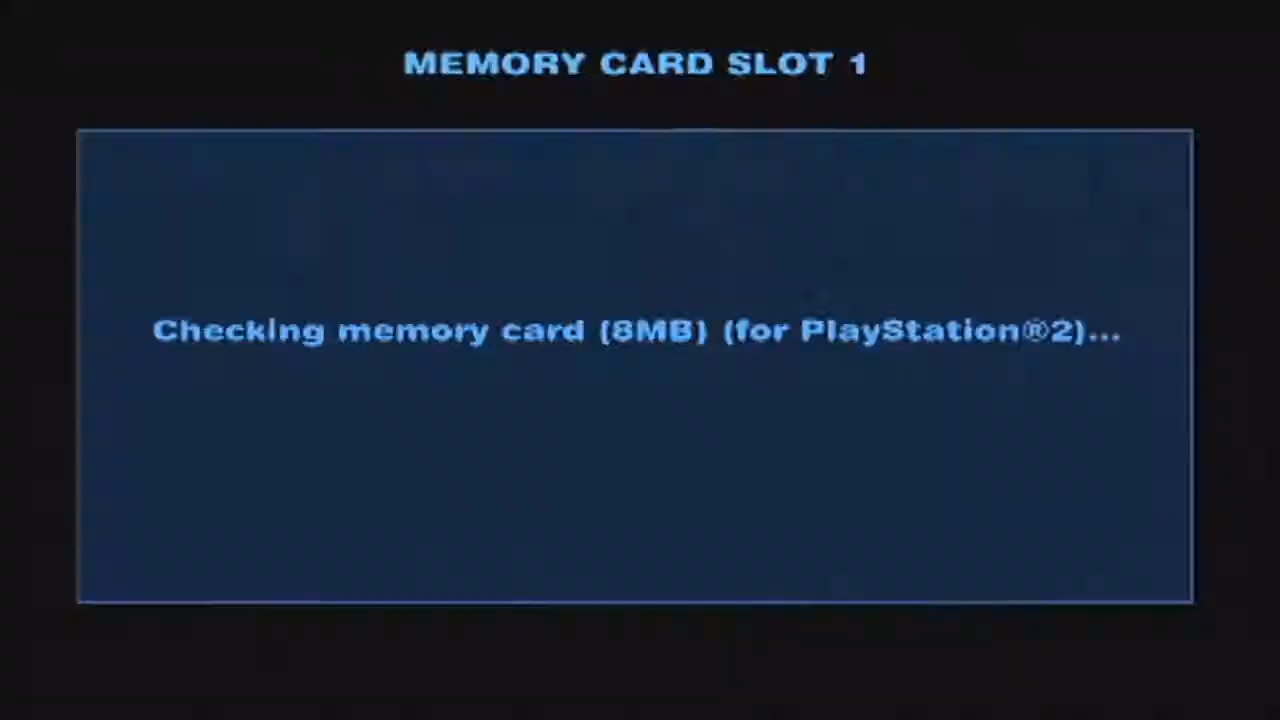 MEMORY CARD SLOT 1
Checking memory card (8MB) (for PlayStation®2)...